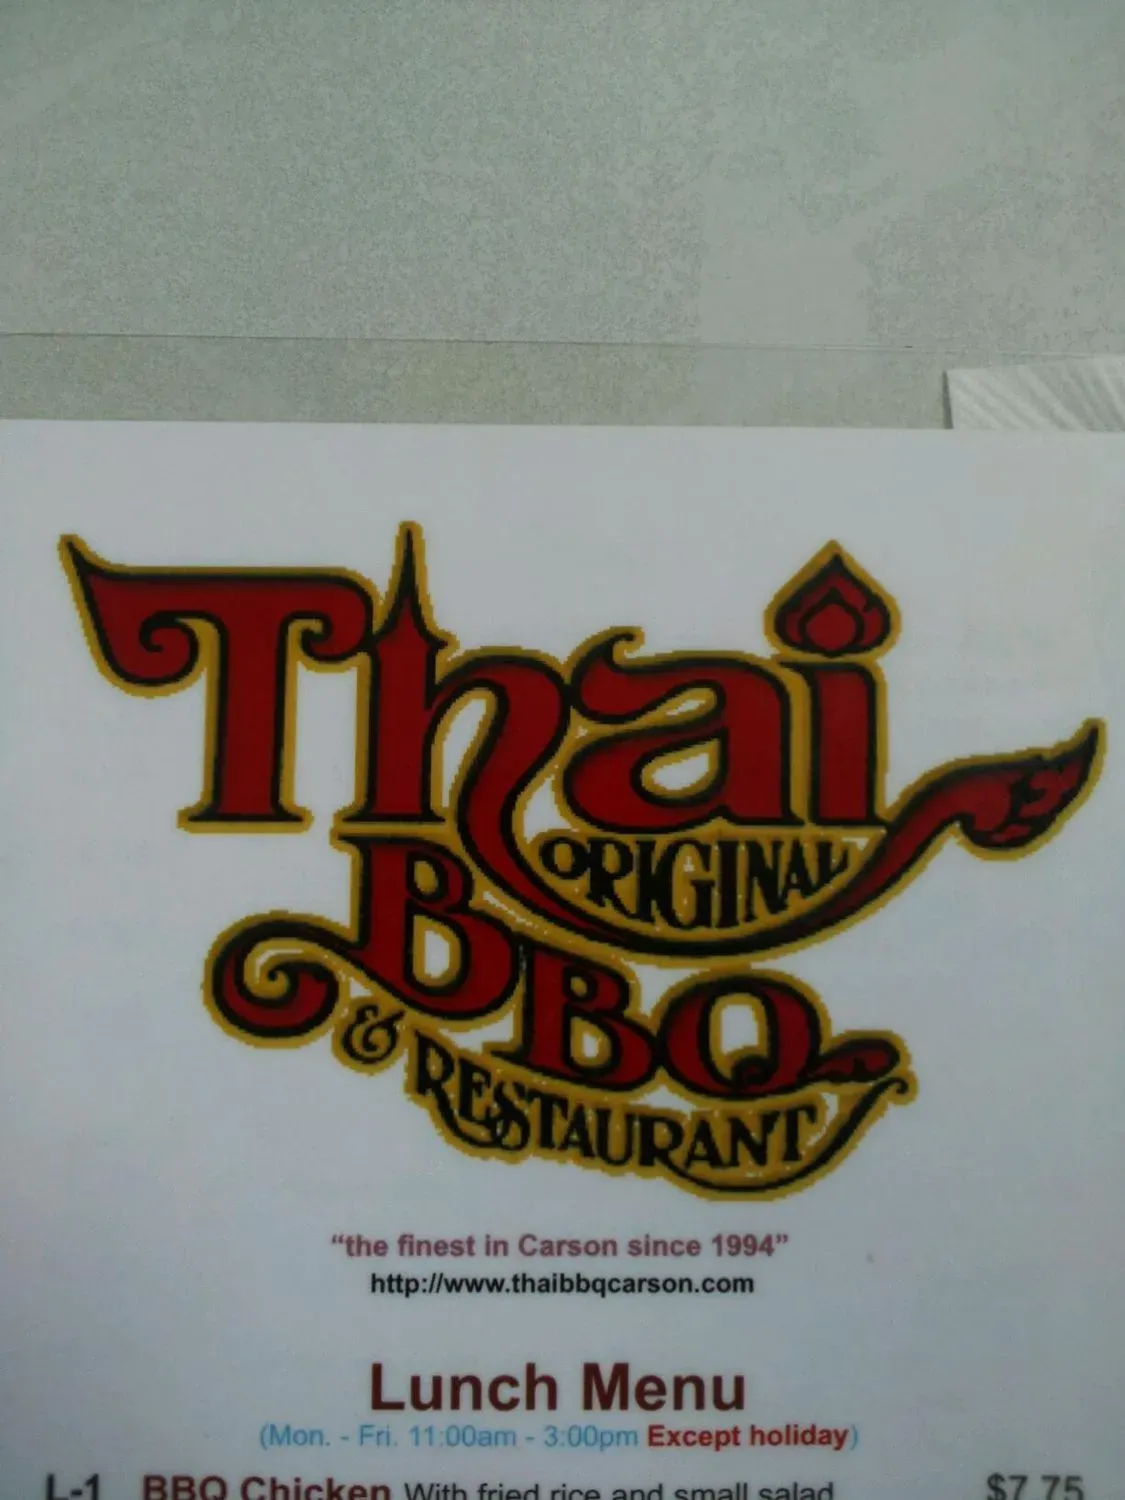 Thai
ORIGINAL
BBQ
& RESTAURANT
“the finest in Carson since 1994”
http://www.thaibbqcarson.com
Lunch Menu
(Mon. - Fri. 11:00am - 3:00pm Except holiday)
L-1 BBQ Chicken With fried rice and small salad $7.75